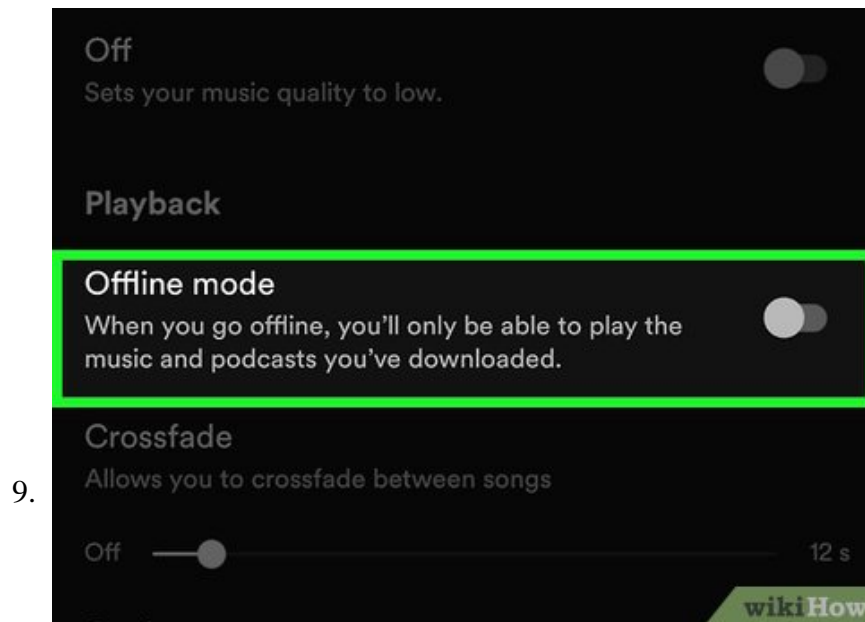 Off
Sets your music quality to low.
Playback
Offline mode
When you go offline, you'll only be able to play the
music and podcasts you've downloaded.
Crossfade
Allows you to crossfade between songs
9.
Off 12 s
wikiHow